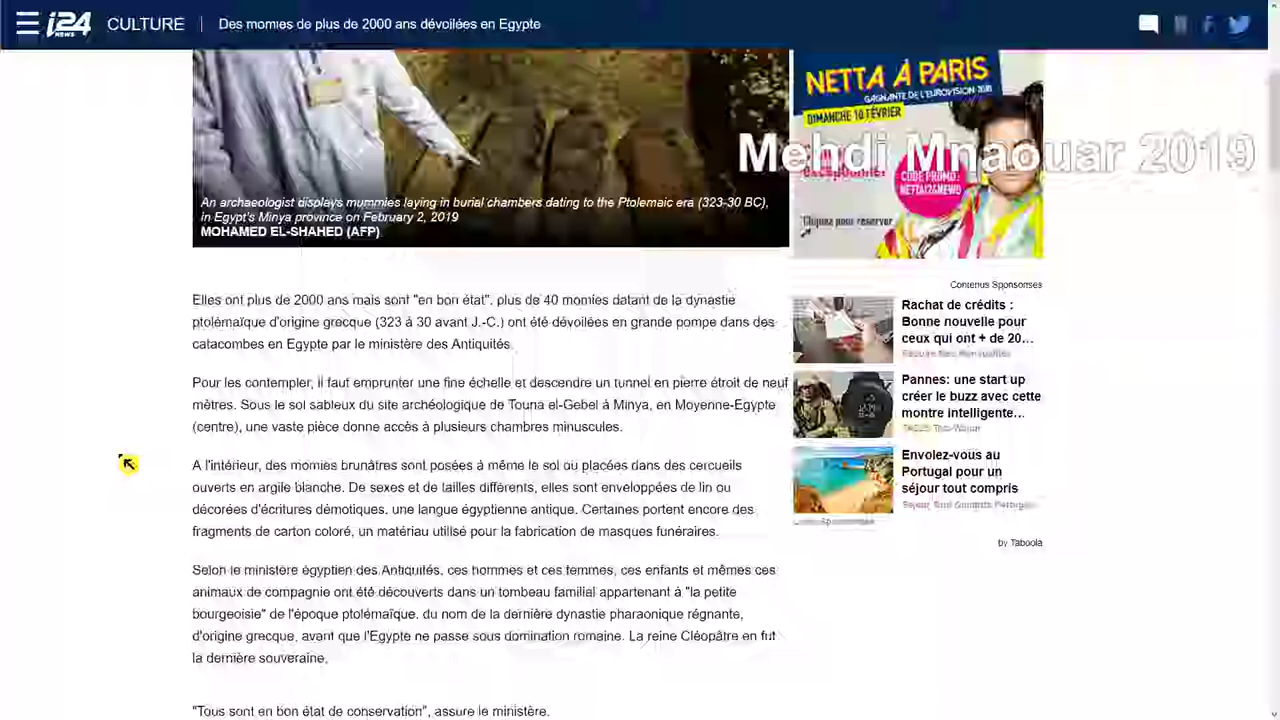 i24 NEWS CULTURE Des momies de plus de 2000 ans dévoilées en Egypte
An archaeologist displays mummies laying in burial chambers dating to the Ptolemaic era (323-30 BC),
in Egypt's Minya province on February 2, 2019
MOHAMED EL-SHAHED (AFP)
NETTA À PARIS
GAGNANTE DE L'EUROVISION 2018
DIMANCHE 10 FÉVRIER
Mehdi Mnaouar 2019
exceptionnel
CODE PROMO:
NETTAI24NEWS
Cliquez pour réserver
Elles ont plus de 2000 ans mais sont "en bon état". plus de 40 momies datant de la dynastie
ptolémaïque d'origine grecque (323 à 30 avant J.-C.) ont été dévoilées en grande pompe dans des
catacombes en Egypte par le ministère des Antiquités.
Pour les contempler, il faut emprunter une fine échelle et descendre un tunnel en pierre étroit de neuf
mètres. Sous le sol sableux du site archéologique de Touna el-Gebel à Minya, en Moyenne-Egypte
(centre), une vaste pièce donne accès à plusieurs chambres minuscules.
A l'intérieur, des momies brunâtres sont posées à même le sol ou placées dans des cercueils
ouverts en argile blanche. De sexes et de tailles différents, elles sont enveloppées de lin ou
décorées d'écritures démotiques, une langue égyptienne antique. Certaines portent encore des
fragments de carton coloré, un matériau utilisé pour la fabrication de masques funéraires.
Selon le ministère égyptien des Antiquités, ces hommes et ces femmes, ces enfants et mêmes ces
animaux de compagnie ont été découverts dans un tombeau familial appartenant à "la petite
bourgeoisie" de l'époque ptolémaïque, du nom de la dernière dynastie pharaonique régnante,
d'origine grecque, avant que l'Egypte ne passe sous domination romaine. La reine Cléopâtre en fut
la dernière souveraine.
"Tous sont en bon état de conservation", assure le ministère.
Contenus Sponsorisés
Rachat de crédits :
Bonne nouvelle pour
ceux qui ont + de 20...
Pannes: une start up
créer le buzz avec cette
montre intelligente...
Envolez-vous au
Portugal pour un
séjour tout compris
by Taboola